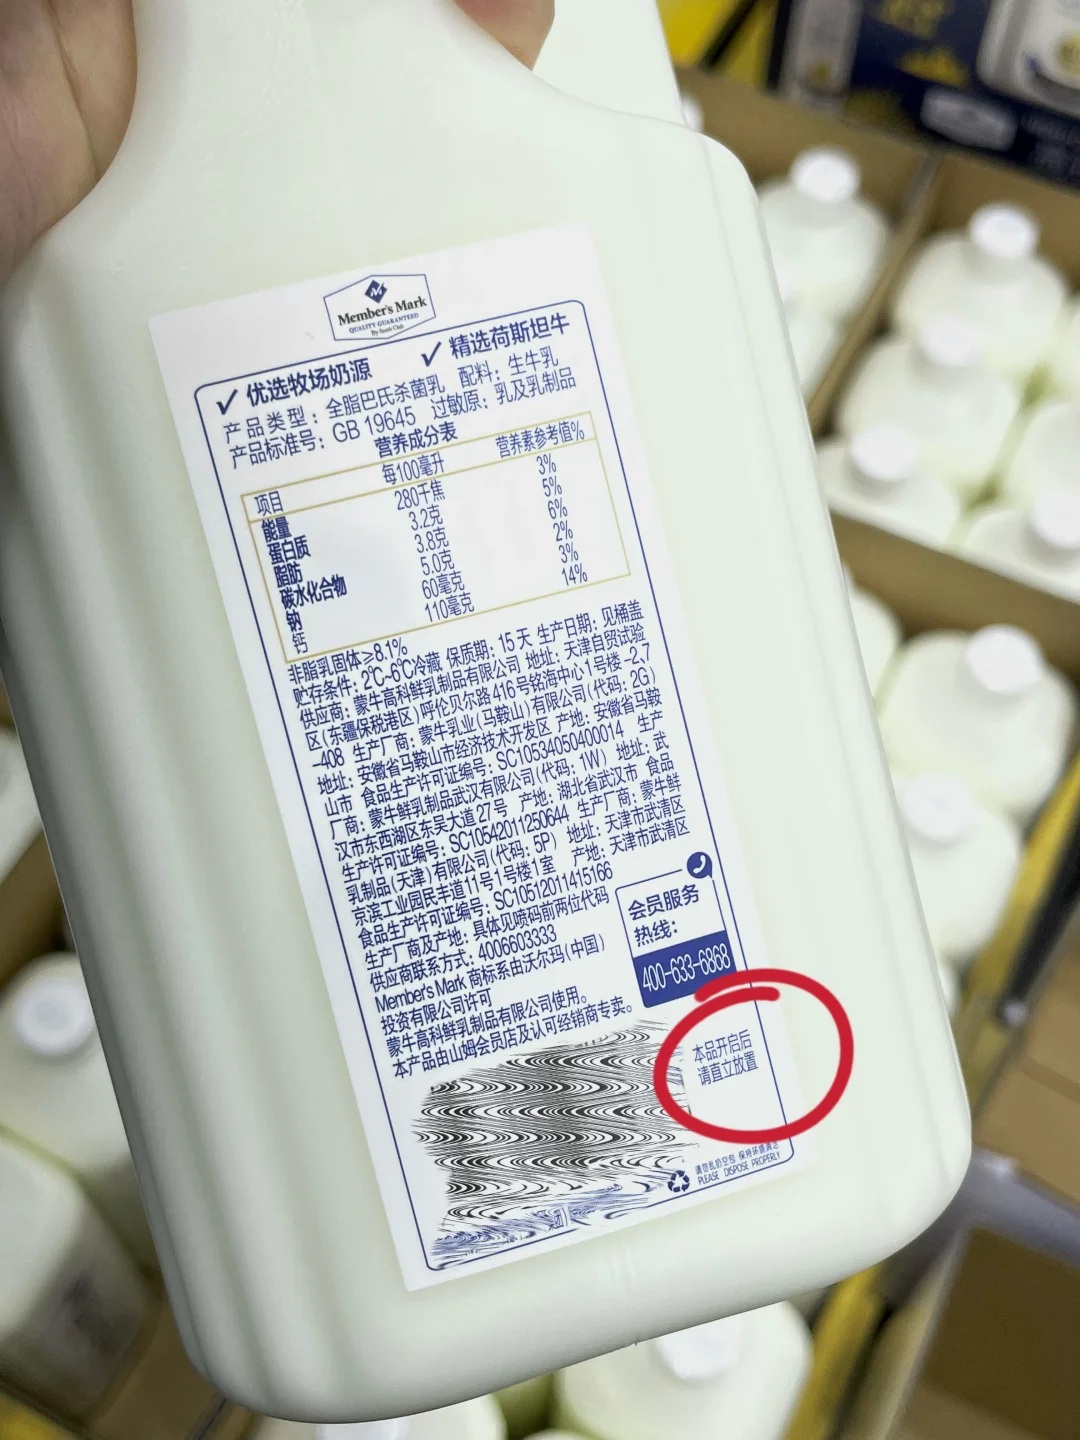 Member's Mark
QUALITY GUARANTEED
By Sam's Club
✓ 优选牧场奶源 ✓ 精选荷斯坦牛
产品类型：全脂巴氏杀菌乳 配料：生牛乳
产品标准号：GB 19645 过敏原：乳及乳制品
营养成分表
项目 每100毫升 营养素参考值%
能量 280千焦 3%
蛋白质 3.2克 5%
脂肪 3.8克 6%
碳水化合物 5.0克 2%
钠 60毫克 3%
钙 110毫克 14%
非脂乳固体≥8.1%
贮存条件：2℃-6℃冷藏 保质期：15天 生产日期：见桶盖
供应商：蒙牛高科鲜乳制品有限公司 地址：天津自贸试验
区（东疆保税港区）呼伦贝尔路416号铭海中心1号楼-2、7
-408 生产厂商：蒙牛乳业（马鞍山）有限公司（代码：2G）
地址：安徽省马鞍山市经济技术开发区 产地：安徽省马鞍
山市 食品生产许可证编号：SC10534050400014 生产
厂商：蒙牛鲜乳制品武汉有限公司（代码：1W） 地址：武
汉市东西湖区东吴大道27号 产地：湖北省武汉市 食品
生产许可证编号：SC10542011250644 生产厂商：蒙牛鲜
乳制品（天津）有限公司（代码：5P） 地址：天津市武清区
京滨工业园民丰道11号1号楼1室 产地：天津市武清区
食品生产许可证编号：SC10512011415166
生产厂商及产地：具体见喷码前两位代码
供应商联系方式：4006603333
Member's Mark 商标系由沃尔玛（中国）
投资有限公司许可
蒙牛高科鲜乳制品有限公司使用。
本产品由山姆会员店及认可经销商专卖。
会员服务
热线：
400-633-6868
本品开启后
请直立放置
请勿乱扔空包 保持环境清洁
PLEASE DISPOSE PROPERLY